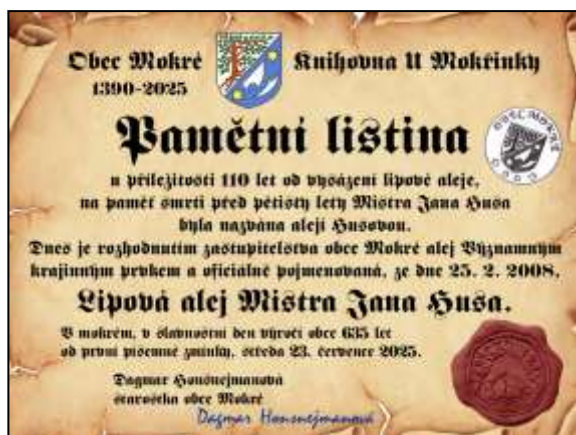 Obec Mokré Knihovna U Mokřinky
1390-2025
Pamětní listina
u příležitosti 110 let od vysázení lipové aleje,
na paměť smrti před pětisty lety Mistra Jana Husa
byla nazvána alejí Husovou.
Dnes je rozhodnutím zastupitelstva obce Mokré alej Významným
krajinným prvkem a oficiálně pojmenovaná, ze dne 25. 2. 2008,
Lipová alej Mistra Jana Husa.
V mokrém, v slavnostní den výročí obce 635 let
od první písemné zmínky, středa 23. července 2025.
Dagmar Honsnejmanová
starostka obce Mokré
Dagmar Honsnejmanová
OBEC MOKRÉ